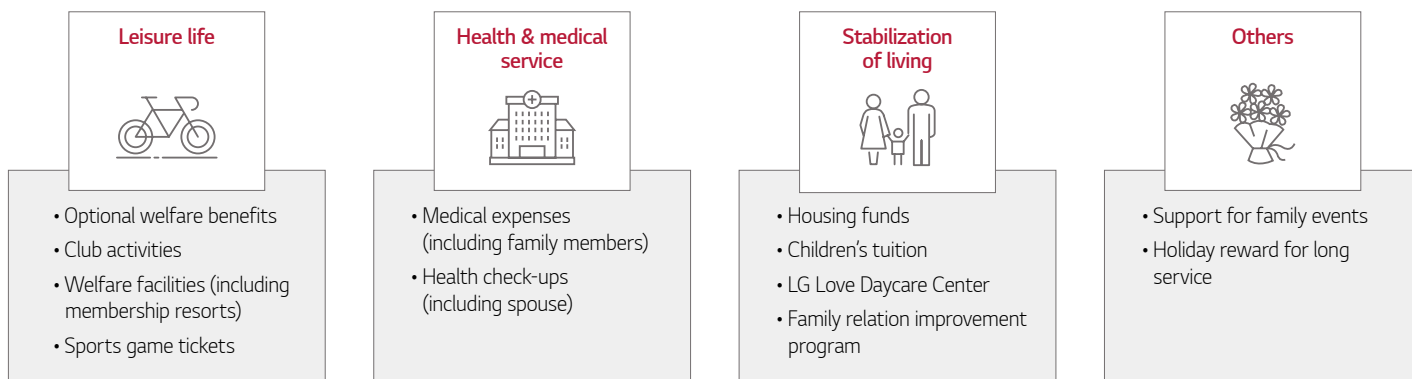 Leisure life
• Optional welfare benefits
• Club activities
• Welfare facilities (including
membership resorts)
• Sports game tickets
Health & medical
service
• Medical expenses
(including family members)
• Health check-ups
(including spouse)
Stabilization
of living
• Housing funds
• Children’s tuition
• LG Love Daycare Center
• Family relation improvement
program
Others
• Support for family events
• Holiday reward for long
service